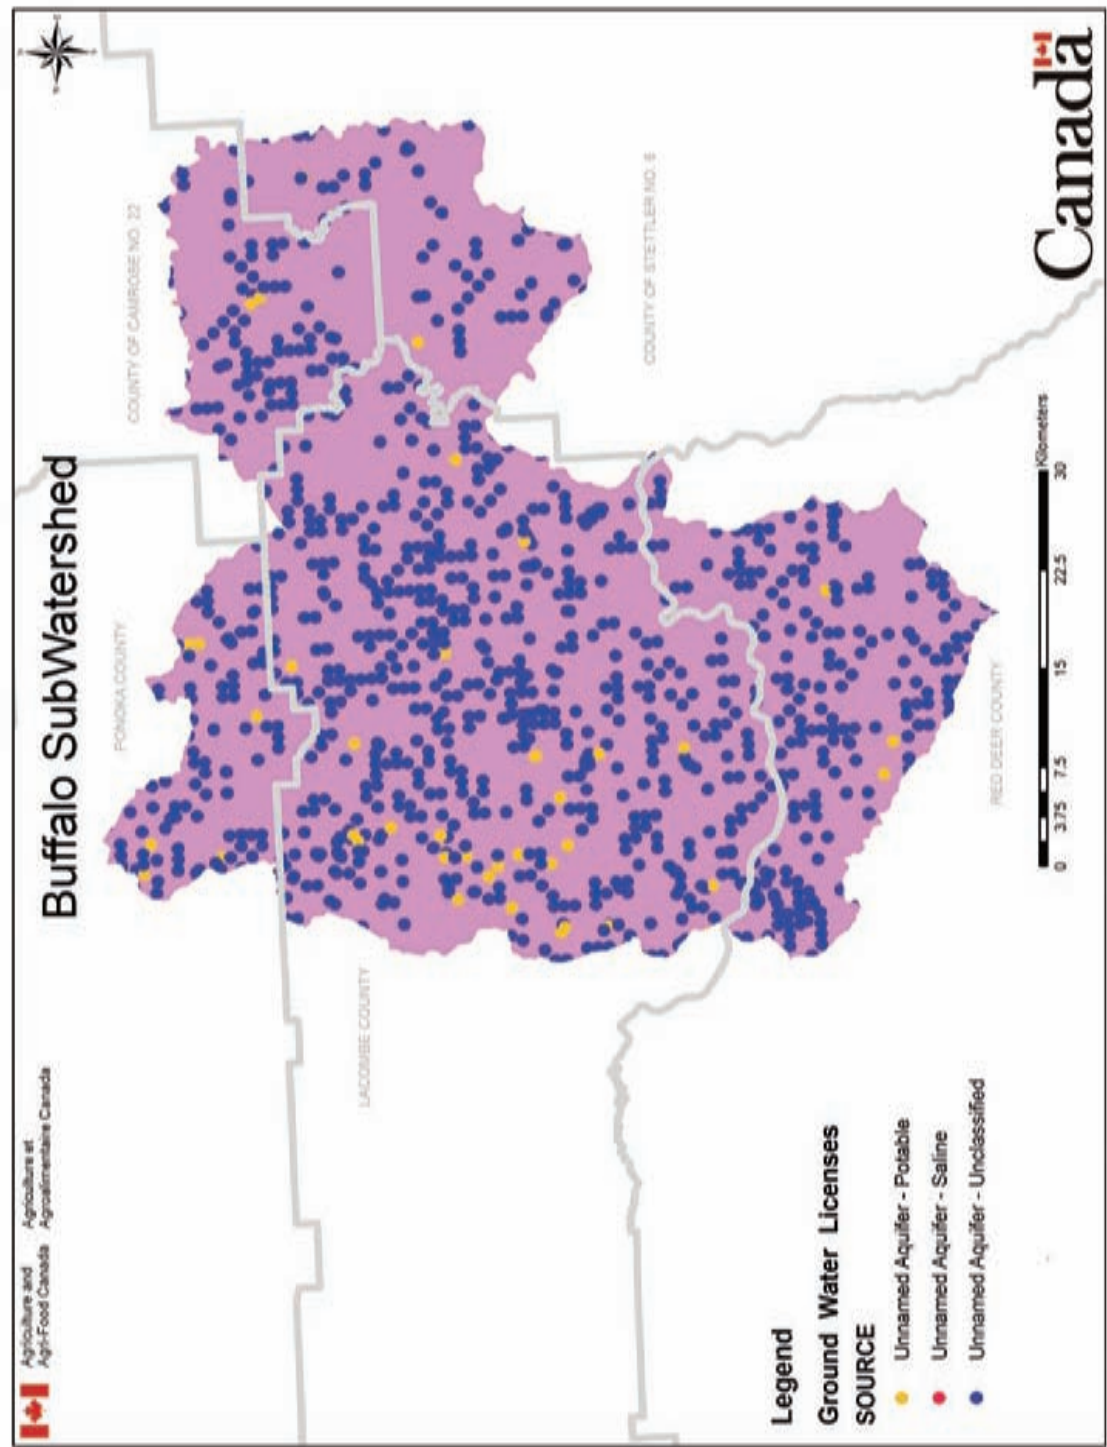 Agriculture and
Agri-Food Canada
Agriculture et
Agroalimentaire Canada
Buffalo SubWatershed
PONOKA COUNTY
COUNTY OF CAMROSE NO. 22
LACOMBE COUNTY
COUNTY OF STETTLER NO. 6
RED DEER COUNTY
Legend
Ground Water Licenses
SOURCE
Unnamed Aquifer - Potable
Unnamed Aquifer - Saline
Unnamed Aquifer - Unclassified
0 3.75 7.5 15 22.5 30
Kilometers
Canada